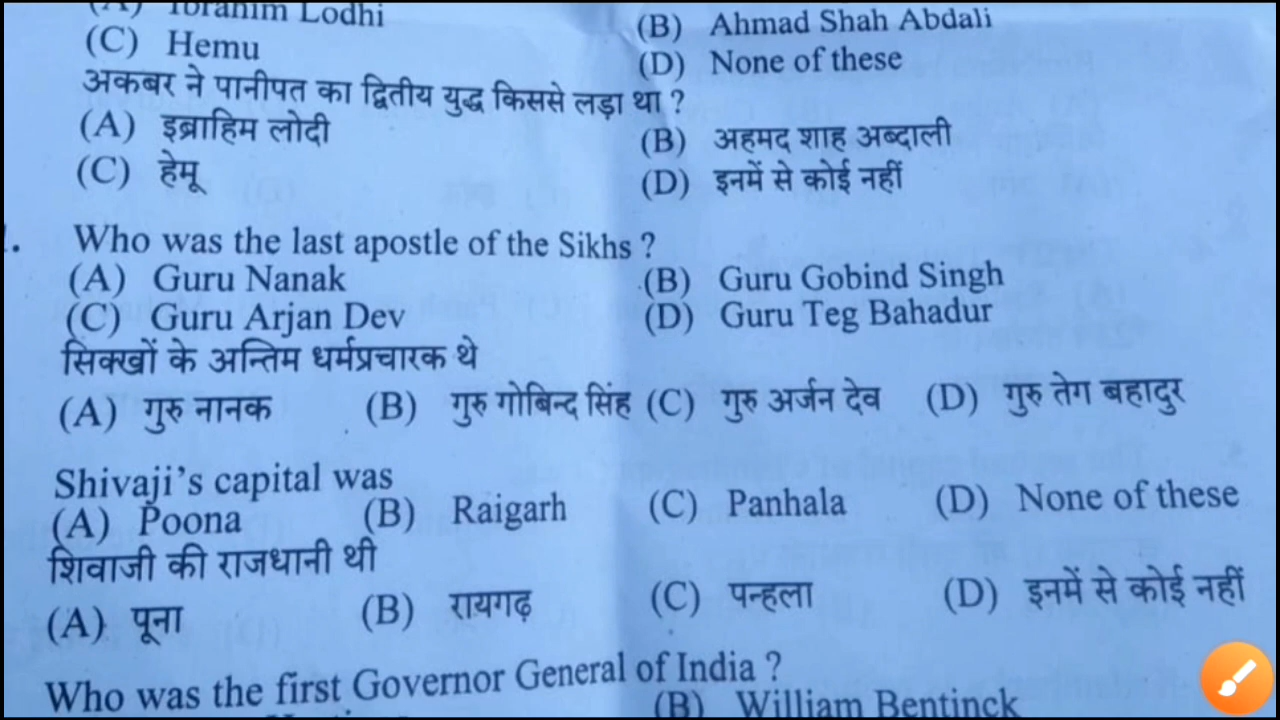 (A) Ibrahim Lodhi (B) Ahmad Shah Abdali
(C) Hemu (D) None of these
अकबर ने पानीपत का द्वितीय युद्ध किससे लड़ा था ?
(A) इब्राहिम लोदी (B) अहमद शाह अब्दाली
(C) हेमू (D) इनमें से कोई नहीं
Who was the last apostle of the Sikhs ?
(A) Guru Nanak (B) Guru Gobind Singh
(C) Guru Arjan Dev (D) Guru Teg Bahadur
सिक्खों के अन्तिम धर्मप्रचारक थे
(A) गुरु नानक (B) गुरु गोबिन्द सिंह (C) गुरु अर्जन देव (D) गुरु तेग बहादुर
Shivaji's capital was
(A) Poona (B) Raigarh (C) Panhala (D) None of these
शिवाजी की राजधानी थी
(A) पूना (B) रायगढ़ (C) पन्हला (D) इनमें से कोई नहीं
Who was the first Governor General of India ?
(B) William Bentinck